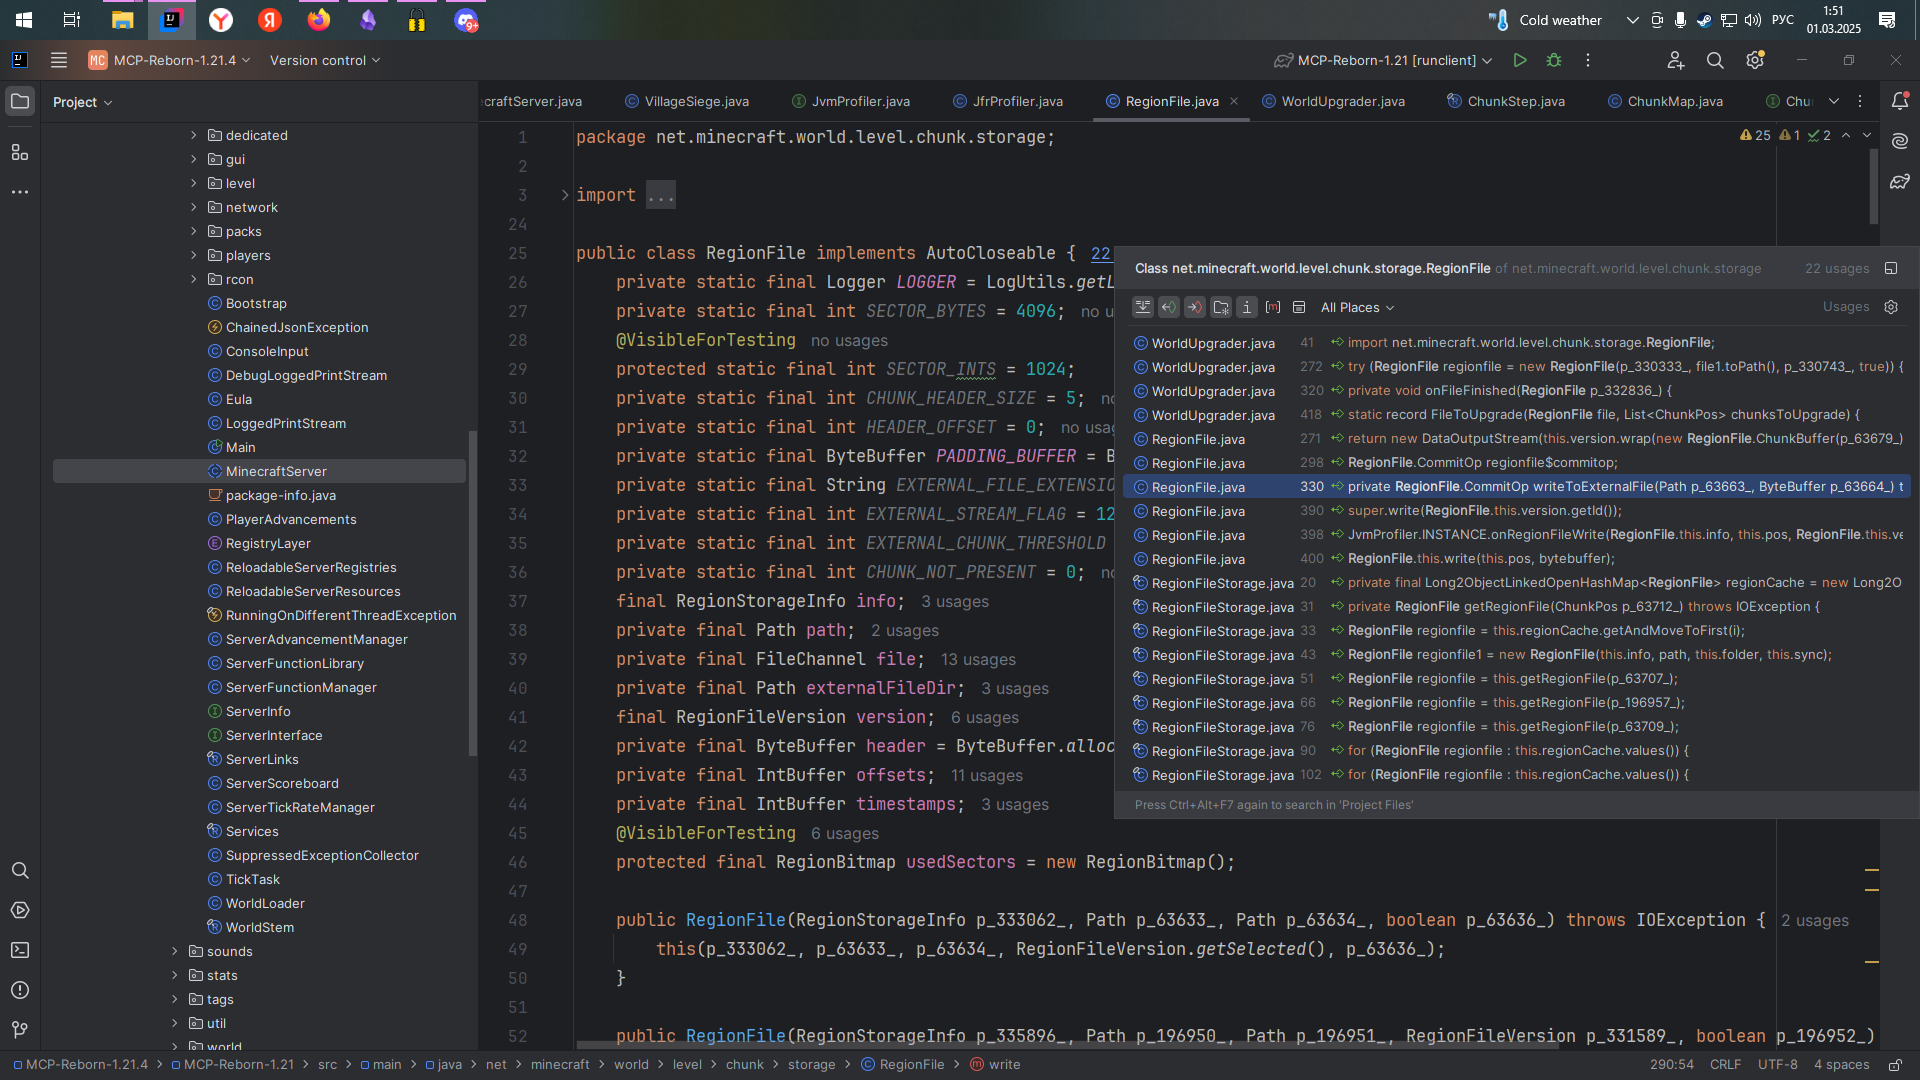 Cold weather
РУС
1:51
01.03.2025
9+
MC
MCP-Reborn-1.21.4
Version control
MCP-Reborn-1.21 [runclient]
Project
craftServer.java
VillageSiege.java
JvmProfiler.java
JfrProfiler.java
RegionFile.java
WorldUpgrader.java
ChunkStep.java
ChunkMap.java
Chu
25
1
2
dedicated
gui
level
network
packs
players
rcon
Bootstrap
ChainedJsonException
ConsoleInput
DebugLoggedPrintStream
Eula
LoggedPrintStream
Main
MinecraftServer
package-info.java
PlayerAdvancements
RegistryLayer
ReloadableServerRegistries
ReloadableServerResources
RunningOnDifferentThreadException
ServerAdvancementManager
ServerFunctionLibrary
ServerFunctionManager
ServerInfo
ServerInterface
ServerLinks
ServerScoreboard
ServerTickRateManager
Services
SuppressedExceptionCollector
TickTask
WorldLoader
WorldStem
sounds
stats
tags
util
world
1 package net.minecraft.world.level.chunk.storage;
2
3 import ...
24
25 public class RegionFile implements AutoCloseable { 22
26 private static final Logger LOGGER = LogUtils.getL
27 private static final int SECTOR_BYTES = 4096; no u
28 @VisibleForTesting no usages
29 protected static final int SECTOR_INTS = 1024;
30 private static final int CHUNK_HEADER_SIZE = 5; no
31 private static final int HEADER_OFFSET = 0; no usag
32 private static final ByteBuffer PADDING_BUFFER = B
33 private static final String EXTERNAL_FILE_EXTENSIO
34 private static final int EXTERNAL_STREAM_FLAG = 12
35 private static final int EXTERNAL_CHUNK_THRESHOLD
36 private static final int CHUNK_NOT_PRESENT = 0; no
37 final RegionStorageInfo info; 3 usages
38 private final Path path; 2 usages
39 private final FileChannel file; 13 usages
40 private final Path externalFileDir; 3 usages
41 final RegionFileVersion version; 6 usages
42 private final ByteBuffer header = ByteBuffer.alloc
43 private final IntBuffer offsets; 11 usages
44 private final IntBuffer timestamps; 3 usages
45 @VisibleForTesting 6 usages
46 protected final RegionBitmap usedSectors = new RegionBitmap();
47
48 public RegionFile(RegionStorageInfo p_333062_, Path p_63633_, Path p_63634_, boolean p_63636_) throws IOException { 2 usages
49 this(p_333062_, p_63633_, p_63634_, RegionFileVersion.getSelected(), p_63636_);
50 }
51
52 public RegionFile(RegionStorageInfo p_335896_, Path p_196950_, Path p_196951_, RegionFileVersion p_331589_, boolean p_196952_)
Class net.minecraft.world.level.chunk.storage.RegionFile of net.minecraft.world.level.chunk.storage 22 usages
All Places
Usages
WorldUpgrader.java 41 import net.minecraft.world.level.chunk.storage.RegionFile;
WorldUpgrader.java 272 try (RegionFile regionfile = new RegionFile(p_330333_, file1.toPath(), p_330743_, true)) {
WorldUpgrader.java 320 private void onFileFinished(RegionFile p_332836_) {
WorldUpgrader.java 418 static record FileToUpgrade(RegionFile file, List<ChunkPos> chunksToUpgrade) {
RegionFile.java 271 return new DataOutputStream(this.version.wrap(new RegionFile.ChunkBuffer(p_63679_)
RegionFile.java 298 RegionFile.CommitOp regionfile$commitop;
RegionFile.java 330 private RegionFile.CommitOp writeToExternalFile(Path p_63663_, ByteBuffer p_63664_) t
RegionFile.java 390 super.write(RegionFile.this.version.getId());
RegionFile.java 398 JvmProfiler.INSTANCE.onRegionFileWrite(RegionFile.this.info, this.pos, RegionFile.this.ve
RegionFile.java 400 RegionFile.this.write(this.pos, bytebuffer);
RegionFileStorage.java 20 private final Long2ObjectLinkedOpenHashMap<RegionFile> regionCache = new Long2O
RegionFileStorage.java 31 private RegionFile getRegionFile(ChunkPos p_63712_) throws IOException {
RegionFileStorage.java 33 RegionFile regionfile = this.regionCache.getAndMoveToFirst(i);
RegionFileStorage.java 43 RegionFile regionfile1 = new RegionFile(this.info, path, this.folder, this.sync);
RegionFileStorage.java 51 RegionFile regionfile = this.getRegionFile(p_63707_);
RegionFileStorage.java 66 RegionFile regionfile = this.getRegionFile(p_196957_);
RegionFileStorage.java 76 RegionFile regionfile = this.getRegionFile(p_63709_);
RegionFileStorage.java 90 for (RegionFile regionfile : this.regionCache.values()) {
RegionFileStorage.java 102 for (RegionFile regionfile : this.regionCache.values()) {
Press Ctrl+Alt+F7 again to search in 'Project Files'
MCP-Reborn-1.21.4 > MCP-Reborn-1.21 > src > main > java > net > minecraft > world > level > chunk > storage > RegionFile > write
290:54 CRLF UTF-8 4 spaces